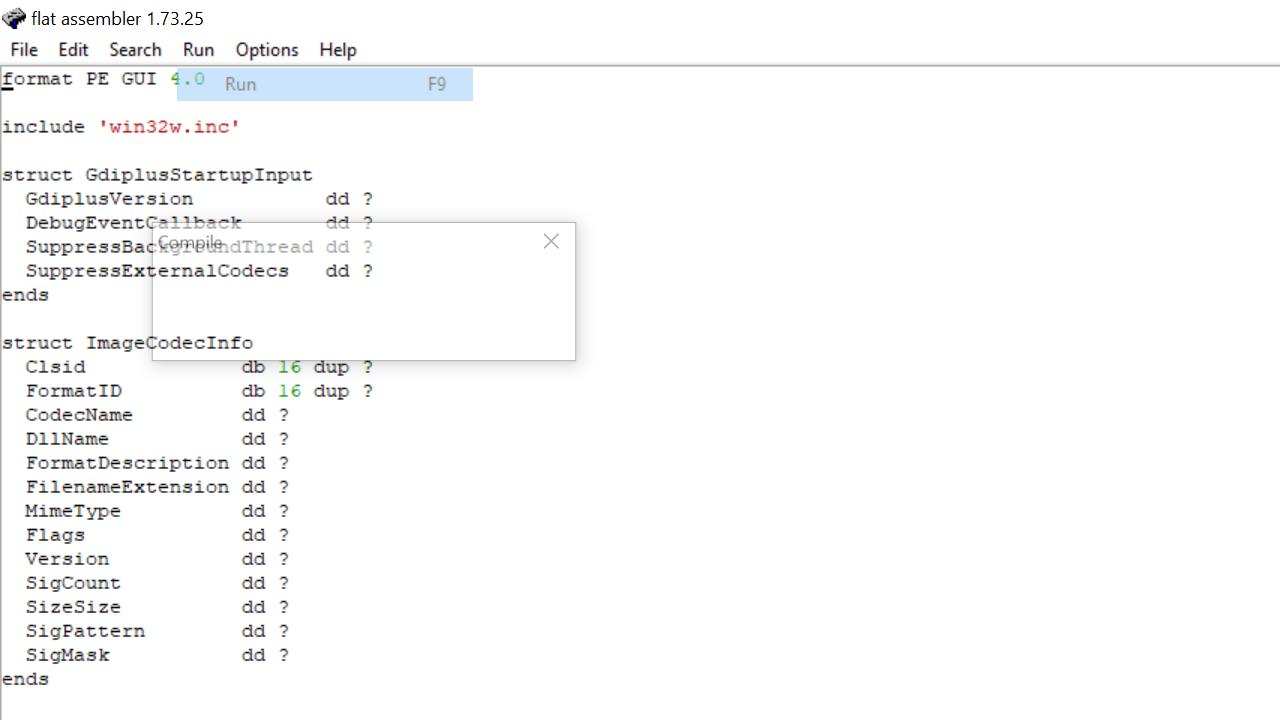 flat assembler 1.73.25
File Edit Search Run Options Help
format PE GUI 4.0
Run F9
include 'win32w.inc'
struct GdiplusStartupInput
GdiplusVersion dd ?
DebugEventCallback dd ?
Compile
SuppressBackgroundThread dd ?
SuppressExternalCodecs dd ?
ends
struct ImageCodecInfo
Clsid db 16 dup ?
FormatID db 16 dup ?
CodecName dd ?
DllName dd ?
FormatDescription dd ?
FilenameExtension dd ?
MimeType dd ?
Flags dd ?
Version dd ?
SigCount dd ?
SizeSize dd ?
SigPattern dd ?
SigMask dd ?
ends